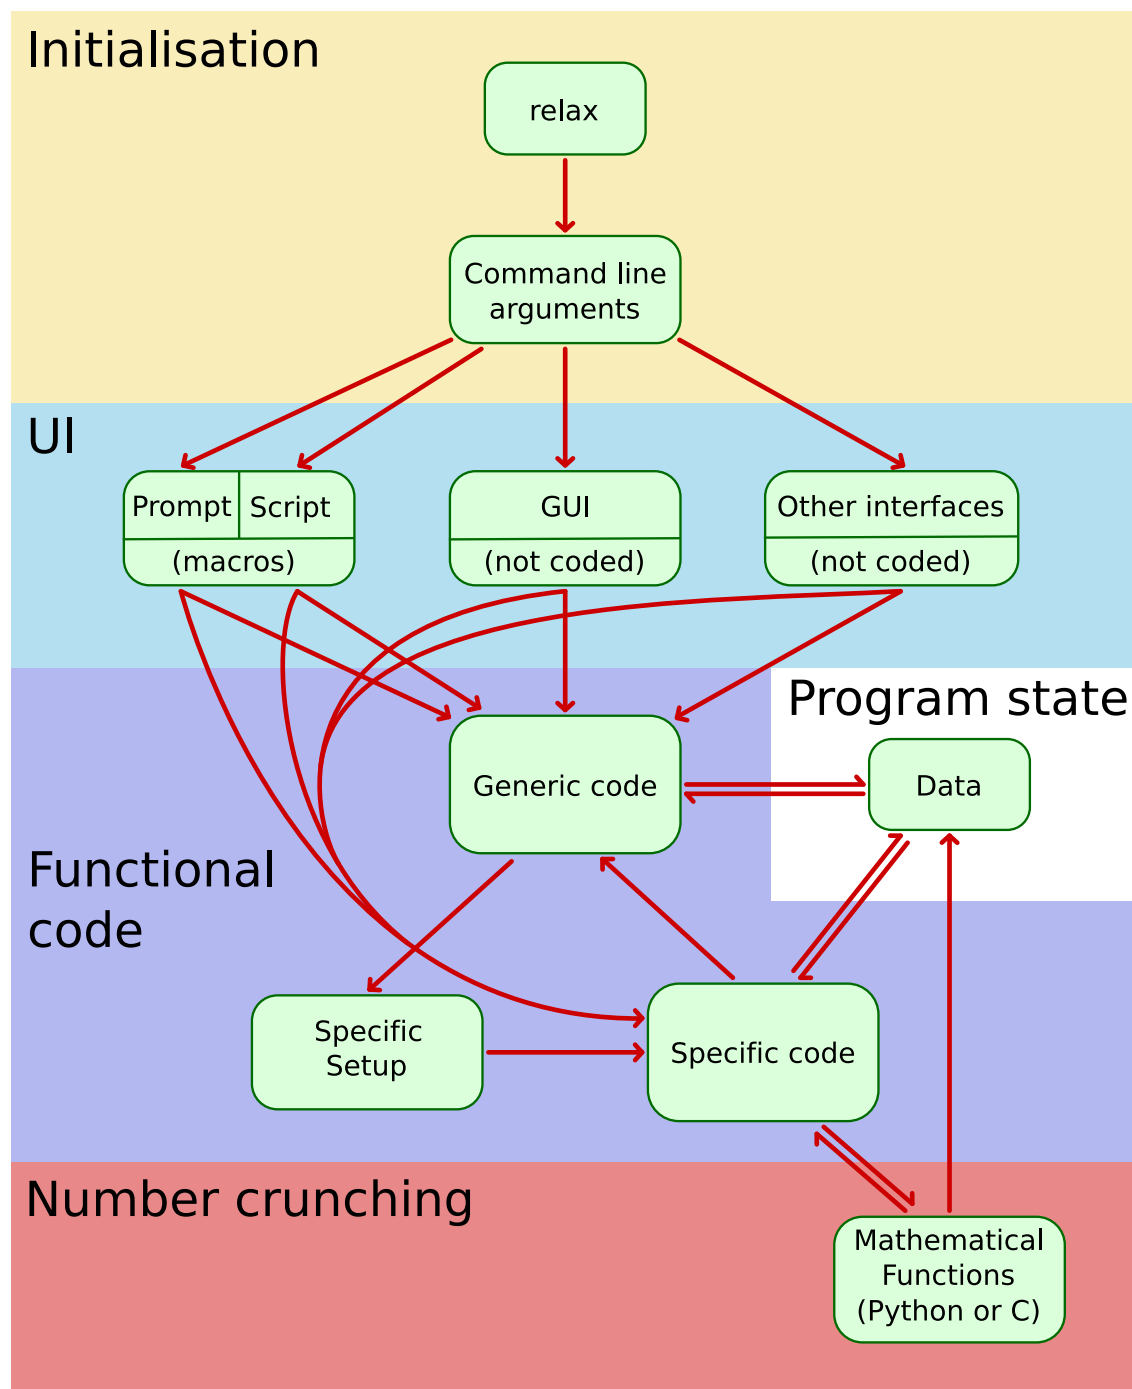 Initialisation
relax
Command line
arguments
UI
Prompt
Script
(macros)
GUI
(not coded)
Other interfaces
(not coded)
Program state
Generic code
Data
Functional
code
Specific
Setup
Specific code
Number crunching
Mathematical
Functions
(Python or C)